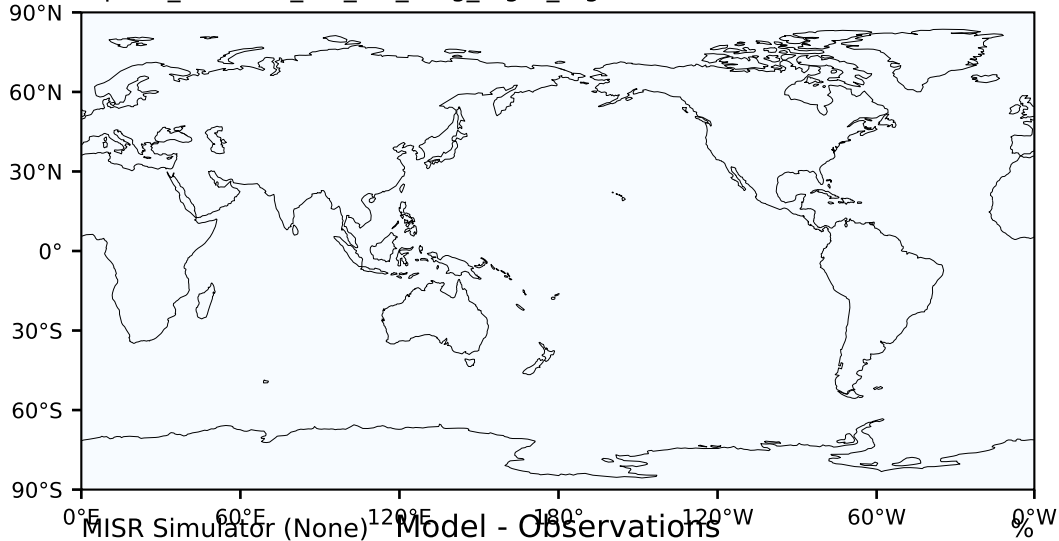 90°N
60°N
30°N
0°
30°S
60°S
90°S
0°E 60°E 120°E 180° 120°W 60°W 0°W
MISR Simulator (None) Model - Observations %